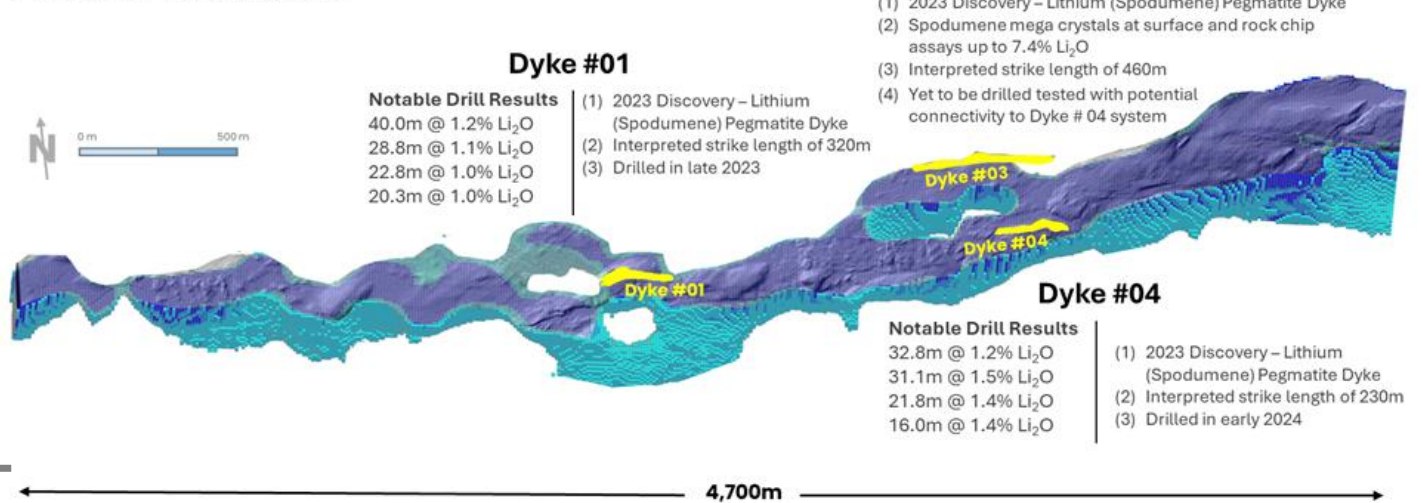 (1) 2023 Discovery – Lithium (Spodumene) Pegmatite Dyke
(2) Spodumene mega crystals at surface and rock chip
assays up to 7.4% Li₂O
(3) Interpreted strike length of 460m
(4) Yet to be drilled tested with potential
connectivity to Dyke # 04 system
Dyke #01
Notable Drill Results
40.0m @ 1.2% Li₂O
28.8m @ 1.1% Li₂O
22.8m @ 1.0% Li₂O
20.3m @ 1.0% Li₂O
(1) 2023 Discovery – Lithium
(Spodumene) Pegmatite Dyke
(2) Interpreted strike length of 320m
(3) Drilled in late 2023
N
0 m
500 m
Dyke #03
Dyke #04
Dyke #01
Dyke #04
Notable Drill Results
32.8m @ 1.2% Li₂O
31.1m @ 1.5% Li₂O
21.8m @ 1.4% Li₂O
16.0m @ 1.4% Li₂O
(1) 2023 Discovery – Lithium
(Spodumene) Pegmatite Dyke
(2) Interpreted strike length of 230m
(3) Drilled in early 2024
4,700m